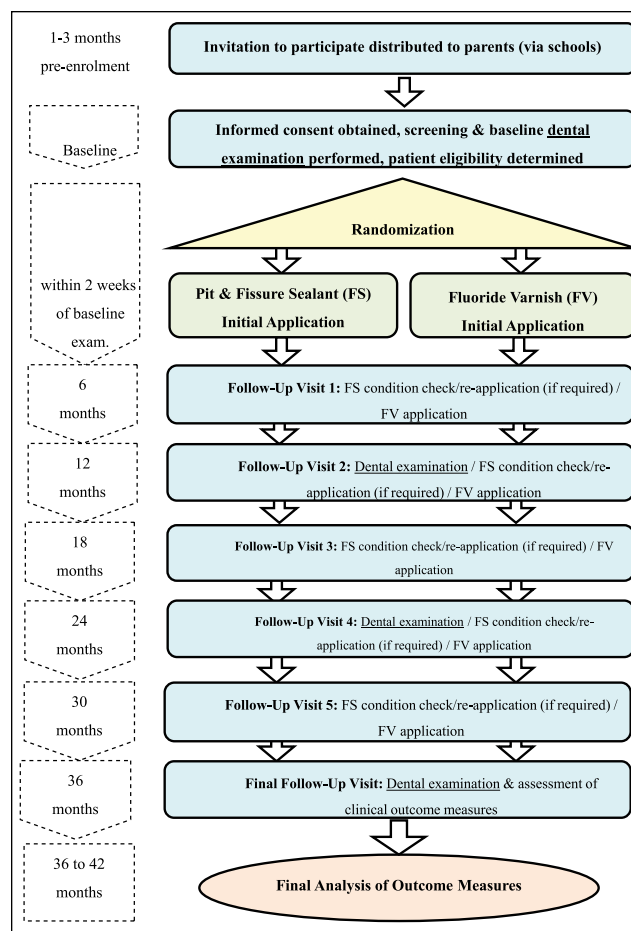 1-3 months
pre-enrolment
Invitation to participate distributed to parents (via schools)
Baseline
Informed consent obtained, screening & baseline dental
examination performed, patient eligibility determined
Randomization
within 2 weeks
of baseline
exam.
Pit & Fissure Sealant (FS)
Initial Application
Fluoride Varnish (FV)
Initial Application
6
months
Follow-Up Visit 1: FS condition check/re-application (if required) /
FV application
12
months
Follow-Up Visit 2: Dental examination / FS condition check/re-
application (if required) / FV application
18
months
Follow-Up Visit 3: FS condition check/re-application (if required) / FV
application
24
months
Follow-Up Visit 4: Dental examination / FS condition check/re-
application (if required) / FV application
30
months
Follow-Up Visit 5: FS condition check/re-application (if required) /
FV application
36
months
Final Follow-Up Visit: Dental examination & assessment of
clinical outcome measures
36 to 42
months
Final Analysis of Outcome Measures